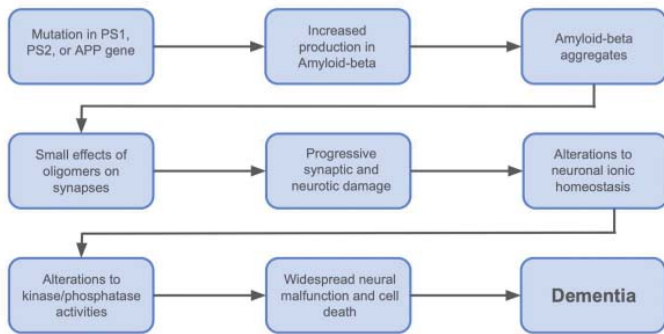 Mutation in PS1,
PS2, or APP gene
Increased
production in
Amyloid-beta
Amyloid-beta
aggregates
Small effects of
oligomers on
synapses
Progressive
synaptic and
neurotic damage
Alterations to
neuronal ionic
homeostasis
Alterations to
kinase/phosphatase
activities
Widespread neural
malfunction and cell
death
Dementia